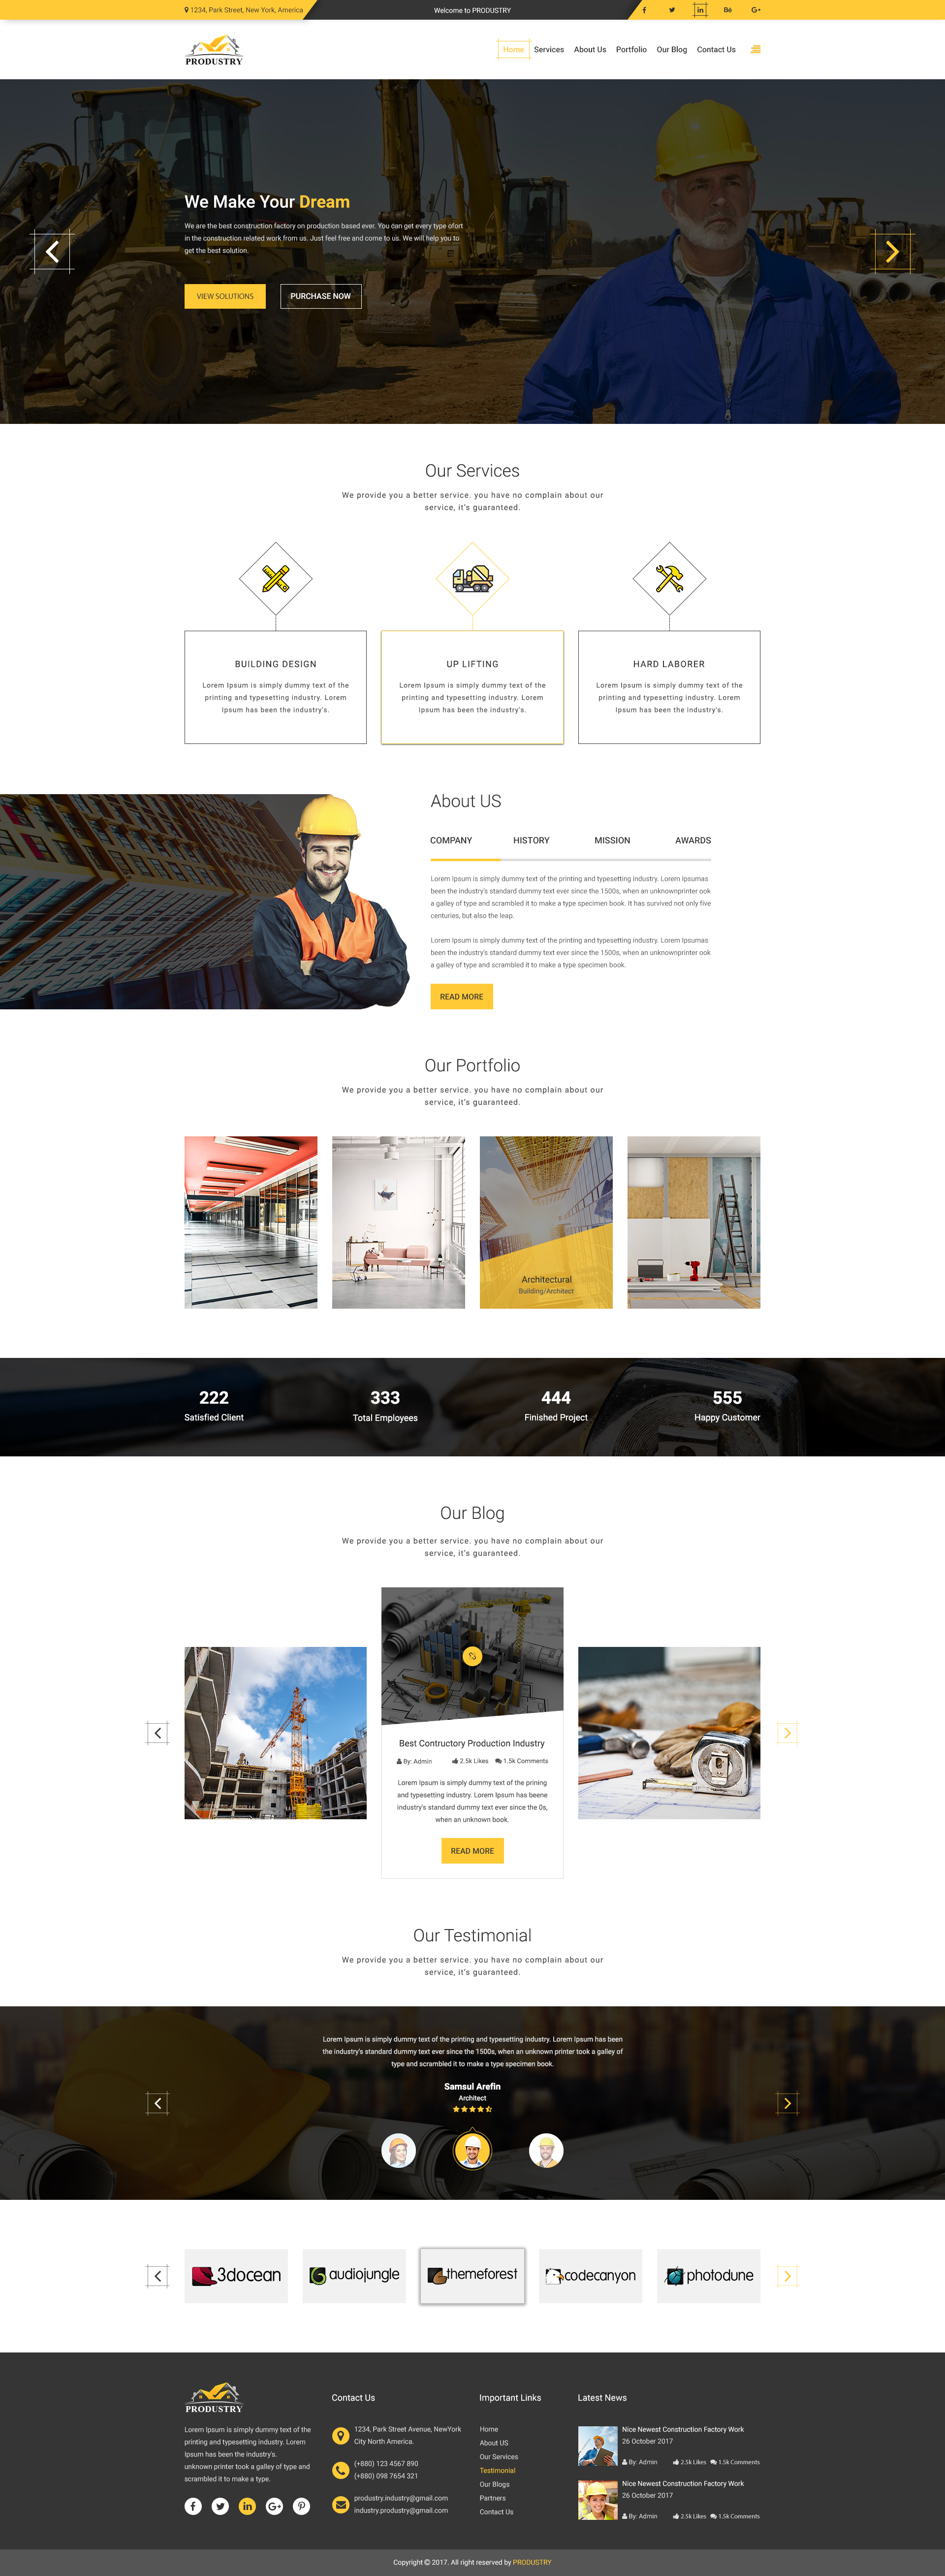 1234, Park Street, New York, America
Welcome to PRODUSTRY
f
in
Bē
G+
PRODUSTRY
Home
Services
About Us
Portfolio
Our Blog
Contact Us
We Make Your Dream
We are the best construction factory on production based ever. You can get every type ofort
in the construction related work from us. Just feel free and come to us. We will help you to
get the best solution.
VIEW SOLUTIONS
PURCHASE NOW
Our Services
We provide you a better service. you have no complain about our
service, it's guaranteed.
BUILDING DESIGN
Lorem Ipsum is simply dummy text of the
printing and typesetting industry. Lorem
Ipsum has been the industry's.
UP LIFTING
Lorem Ipsum is simply dummy text of the
printing and typesetting industry. Lorem
Ipsum has been the industry's.
HARD LABORER
Lorem Ipsum is simply dummy text of the
printing and typesetting industry. Lorem
Ipsum has been the industry's.
About US
COMPANY
HISTORY
MISSION
AWARDS
Lorem Ipsum is simply dummy text of the printing and typesetting industry. Lorem Ipsumas
been the industry's standard dummy text ever since the 1500s, when an unknownprinter ook
a galley of type and scrambled it to make a type specimen book. It has survived not only five
centuries, but also the leap.
Lorem Ipsum is simply dummy text of the printing and typesetting industry. Lorem Ipsumas
been the industry's standard dummy text ever since the 1500s, when an unknownprinter ook
a galley of type and scrambled it to make a type specimen book.
READ MORE
Our Portfolio
We provide you a better service. you have no complain about our
service, it's guaranteed.
Architectural
Building/Architect
222
Satisfied Client
333
Total Employees
444
Finished Project
555
Happy Customer
Our Blog
We provide you a better service. you have no complain about our
service, it's guaranteed.
Best Contructory Production Industry
By: Admin
2.5k Likes
1.5k Comments
Lorem Ipsum is simply dummy text of the prining
and typesetting industry. Lorem Ipsum has beene
industry's standard dummy text ever since the 0s,
when an unknown book.
READ MORE
Our Testimonial
We provide you a better service. you have no complain about our
service, it's guaranteed.
Lorem Ipsum is simply dummy text of the printing and typesetting industry. Lorem Ipsum has been
the industry's standard dummy text ever since the 1500s, when an unknown printer took a galley of
type and scrambled it to make a type specimen book.
Samsul Arefin
Architect
3docean
audiojungle
themeforest
codecanyon
photodune
PRODUSTRY
Lorem Ipsum is simply dummy text of the
printing and typesetting industry. Lorem
Ipsum has been the industry's.
unknown printer took a galley of type and
scrambled it to make a type.
f
in
G+
Contact Us
1234, Park Street Avenue, NewYork
City North America.
(+880) 123 4567 890
(+880) 098 7654 321
produstry.industry@gmail.com
industry.produstry@gmail.com
Important Links
Home
About US
Our Services
Testimonial
Our Blogs
Partners
Contact Us
Latest News
Nice Newest Construction Factory Work
26 October 2017
By: Admin
2.5k Likes
1.5k Comments
Nice Newest Construction Factory Work
26 October 2017
By: Admin
2.5k Likes
1.5k Comments
Copyright © 2017. All right reserved by PRODUSTRY